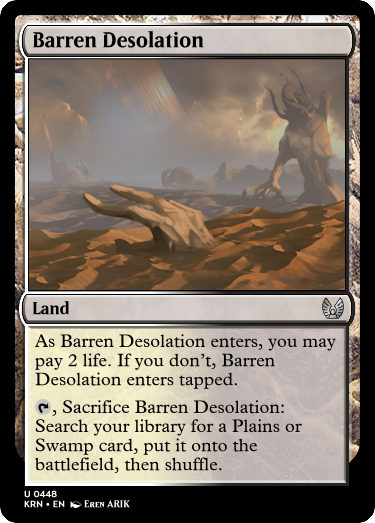 Barren Desolation
Land
As Barren Desolation enters, you may
pay 2 life. If you don't, Barren
Desolation enters tapped.
, Sacrifice Barren Desolation:
Search your library for a Plains or
Swamp card, put it onto the
battlefield, then shuffle.
U 0448
KRN • EN Eren ARIK